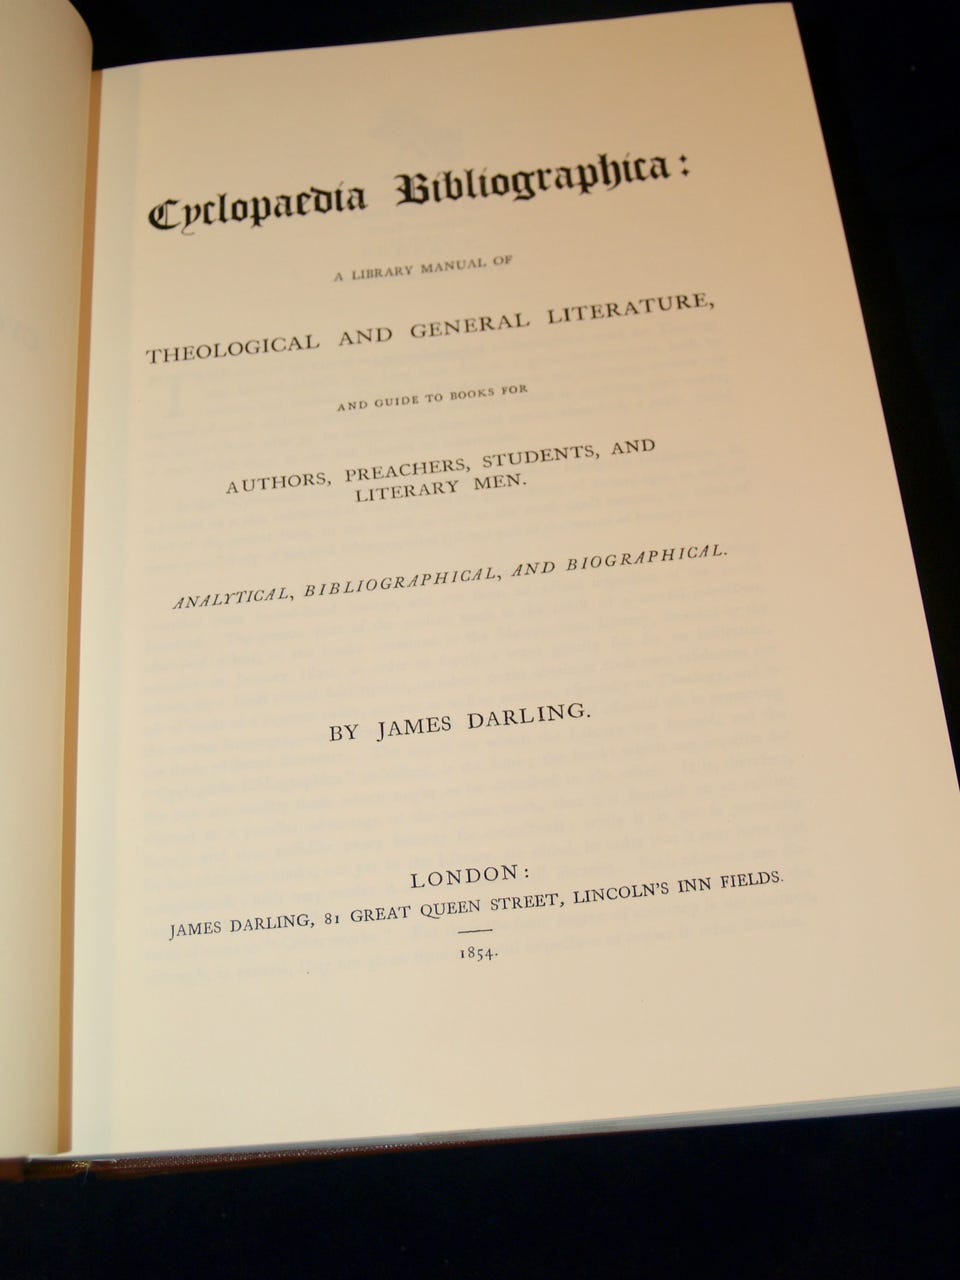 Cyclopaedia Bibliographica:
A LIBRARY MANUAL OF
THEOLOGICAL AND GENERAL LITERATURE,
AND GUIDE TO BOOKS FOR
AUTHORS, PREACHERS, STUDENTS, AND
LITERARY MEN.
ANALYTICAL, BIBLIOGRAPHICAL, AND BIOGRAPHICAL.
BY JAMES DARLING.
LONDON:
JAMES DARLING, 81 GREAT QUEEN STREET, LINCOLN'S INN FIELDS.
1854.